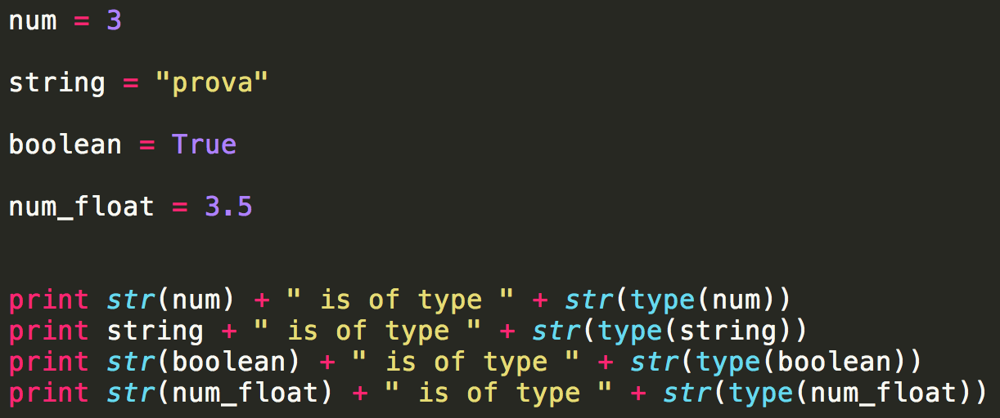 num = 3
string = "prova"
boolean = True
num_float = 3.5
print str(num) + " is of type " + str(type(num))
print string + " is of type " + str(type(string))
print str(boolean) + " is of type " + str(type(boolean))
print str(num_float) + " is of type " + str(type(num_float))